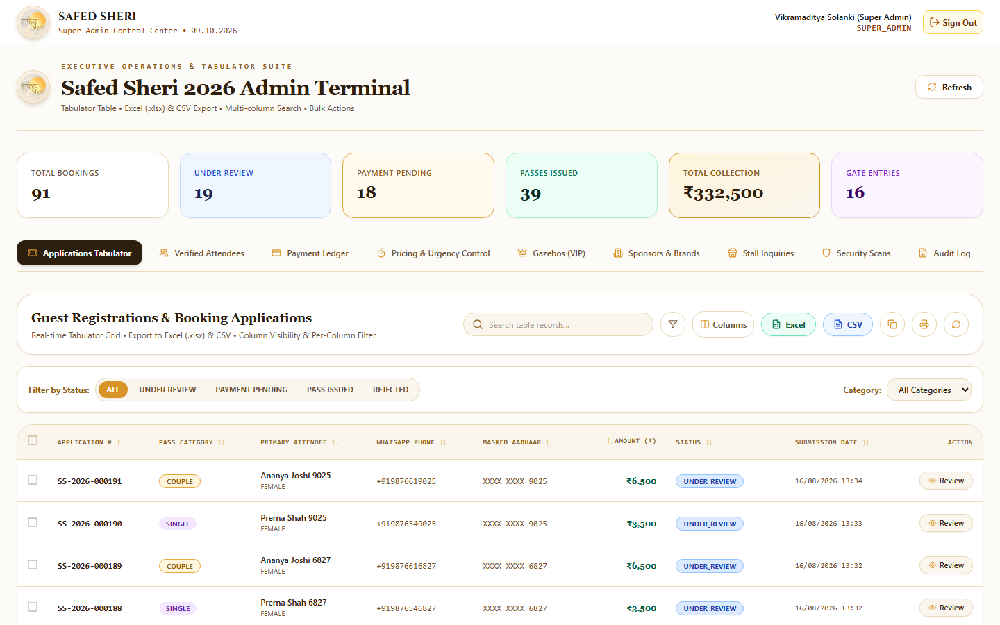 SAFED SHERI
Super Admin Control Center • 09.10.2026
Vikramaditya Solanki (Super Admin)
SUPER_ADMIN
Sign Out
EXECUTIVE OPERATIONS & TABULATOR SUITE
Safed Sheri 2026 Admin Terminal
Tabulator Table • Excel (.xlsx) & CSV Export • Multi-column Search • Bulk Actions
Refresh
TOTAL BOOKINGS
91
UNDER REVIEW
19
PAYMENT PENDING
18
PASSES ISSUED
39
TOTAL COLLECTION
₹332,500
GATE ENTRIES
16
Applications Tabulator
Verified Attendees
Payment Ledger
Pricing & Urgency Control
Gazebos (VIP)
Sponsors & Brands
Stall Inquiries
Security Scans
Audit Log
Guest Registrations & Booking Applications
Real-time Tabulator Grid • Export to Excel (.xlsx) & CSV • Column Visibility & Per-Column Filter
Search table records...
Columns
Excel
CSV
Filter by Status: ALL UNDER REVIEW PAYMENT PENDING PASS ISSUED REJECTED
Category: All Categories
APPLICATION # PASS CATEGORY PRIMARY ATTENDEE WHATSAPP PHONE MASKED AADHAAR AMOUNT (₹) STATUS SUBMISSION DATE ACTION
SS-2026-000191 COUPLE Ananya Joshi 9025 +919876619025 XXXX XXXX 9025 ₹6,500 UNDER_REVIEW 16/08/2026 13:34 Review
FEMALE
SS-2026-000190 SINGLE Prerna Shah 9025 +919876549025 XXXX XXXX 9025 ₹3,500 UNDER_REVIEW 16/08/2026 13:33 Review
FEMALE
SS-2026-000189 COUPLE Ananya Joshi 6827 +919876616827 XXXX XXXX 6827 ₹6,500 UNDER_REVIEW 16/08/2026 13:32 Review
FEMALE
SS-2026-000188 SINGLE Prerna Shah 6827 +919876546827 XXXX XXXX 6827 ₹3,500 UNDER_REVIEW 16/08/2026 13:32 Review
FEMALE